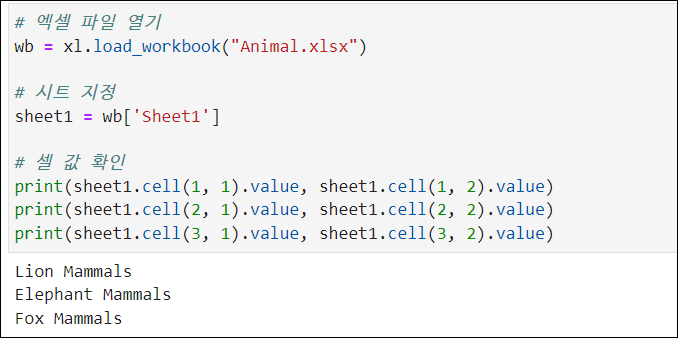 # 엑셀 파일 열기
wb = xl.load_workbook("Animal.xlsx")
# 시트 지정
sheet1 = wb['Sheet1']
# 셀 값 확인
print(sheet1.cell(1, 1).value, sheet1.cell(1, 2).value)
print(sheet1.cell(2, 1).value, sheet1.cell(2, 2).value)
print(sheet1.cell(3, 1).value, sheet1.cell(3, 2).value)
Lion Mammals
Elephant Mammals
Fox Mammals